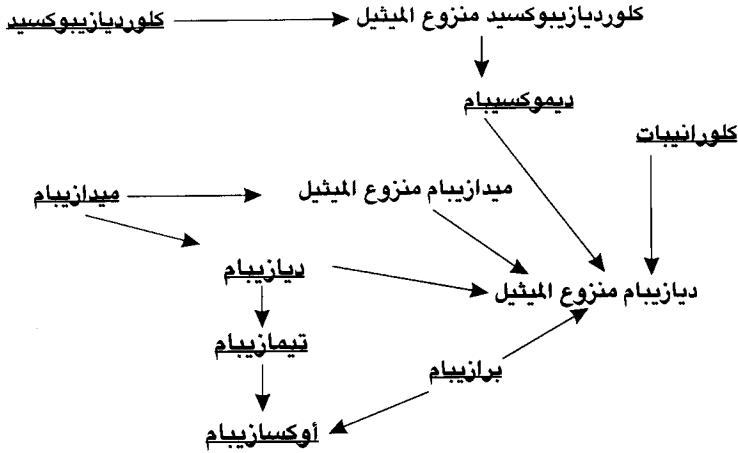 كلورديازيبوكسيد منزوع الميثيل
كلورديازيبوكسيد
ديموكسيبام
كلورانيبات
ميدازيبام منزوع الميثيل
ميدازيبام
ديازيبام
ديازيبام منزوع الميثيل
تيمازيبام
برازيبام
أوكسازيبام